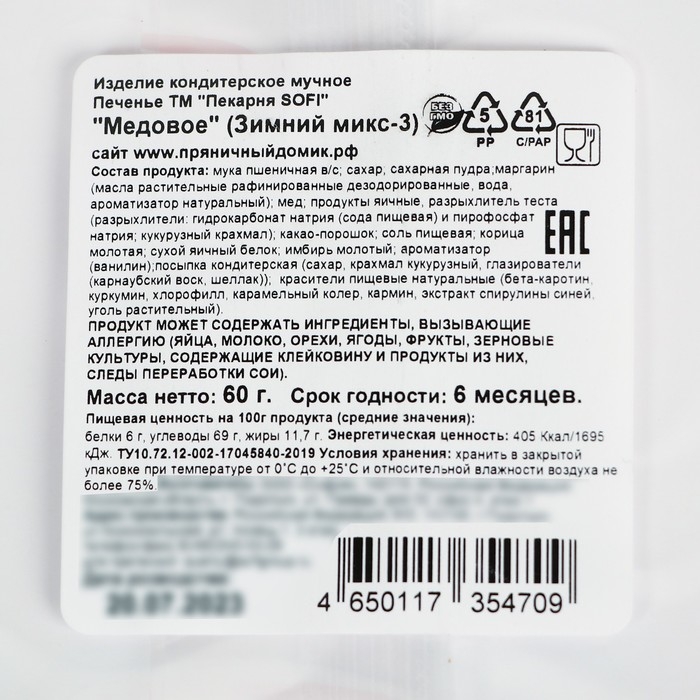 Изделие кондитерское мучное
Печенье ТМ "Пекарня SOFI"
"Медовое" (Зимний микс-3)
БЕЗ ГМО
5
PP
81
C/PAP
сайт www.пряничныйдомик.рф
Состав продукта: мука пшеничная в/с; сахар, сахарная пудра;маргарин
(масла растительные рафинированные дезодорированные, вода,
ароматизатор натуральный); мед; продукты яичные, разрыхлитель теста
(разрыхлители: гидрокарбонат натрия (сода пищевая) и пирофосфат
натрия; кукурузный крахмал); какао-порошок; соль пищевая; корица
молотая; сухой яичный белок; имбирь молотый; ароматизатор
(ванилин);посыпка кондитерская (сахар, крахмал кукурузный, глазирователи
(карнаубский воск, шеллак)); красители пищевые натуральные (бета-каротин,
куркумин, хлорофилл, карамельный колер, кармин, экстракт спирулины синей,
уголь растительный).
EAC
ПРОДУКТ МОЖЕТ СОДЕРЖАТЬ ИНГРЕДИЕНТЫ, ВЫЗЫВАЮЩИЕ
АЛЛЕРГИЮ (ЯЙЦА, МОЛОКО, ОРЕХИ, ЯГОДЫ, ФРУКТЫ, ЗЕРНОВЫЕ
КУЛЬТУРЫ, СОДЕРЖАЩИЕ КЛЕЙКОВИНУ И ПРОДУКТЫ ИЗ НИХ,
СЛЕДЫ ПЕРЕРАБОТКИ СОИ).
Масса нетто: 60 г. Срок годности: 6 месяцев.
Пищевая ценность на 100г продукта (средние значения):
белки 6 г, углеводы 69 г, жиры 11,7 г. Энергетическая ценность: 405 Ккал/1695
кДж. ТУ10.72.12-002-17045840-2019 Условия хранения: хранить в закрытой
упаковке при температуре от 0°С до +25°С и относительной влажности воздуха не
более 75%.
20.07.2023
4 650117 354709